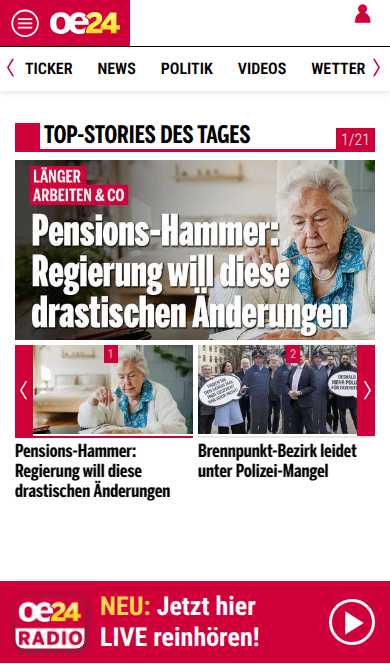 oe24
TICKER NEWS POLITIK VIDEOS WETTER
TOP-STORIES DES TAGES
1/21
LÄNGER
ARBEITEN & CO
Pensions-Hammer:
Regierung will diese
drastischen Änderungen
1
2
Pensions-Hammer:
Regierung will diese
drastischen Änderungen
Brennpunkt-Bezirk leidet
unter Polizei-Mangel
oe24
RADIO
NEU: Jetzt hier
LIVE reinhören!